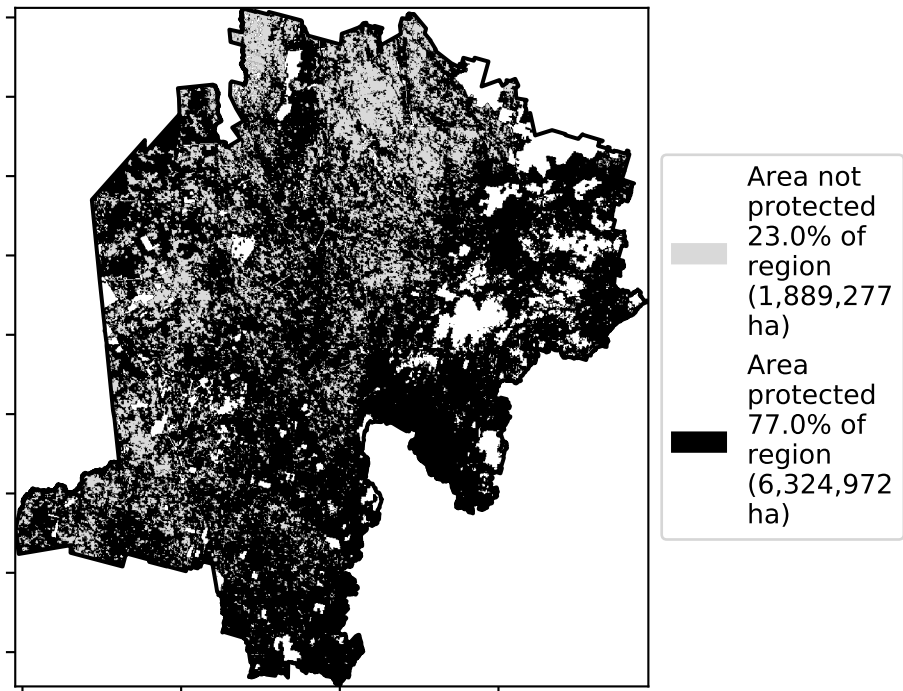 Area not
protected
23.0% of
region
(1,889,277
ha)
Area
protected
77.0% of
region
(6,324,972
ha)